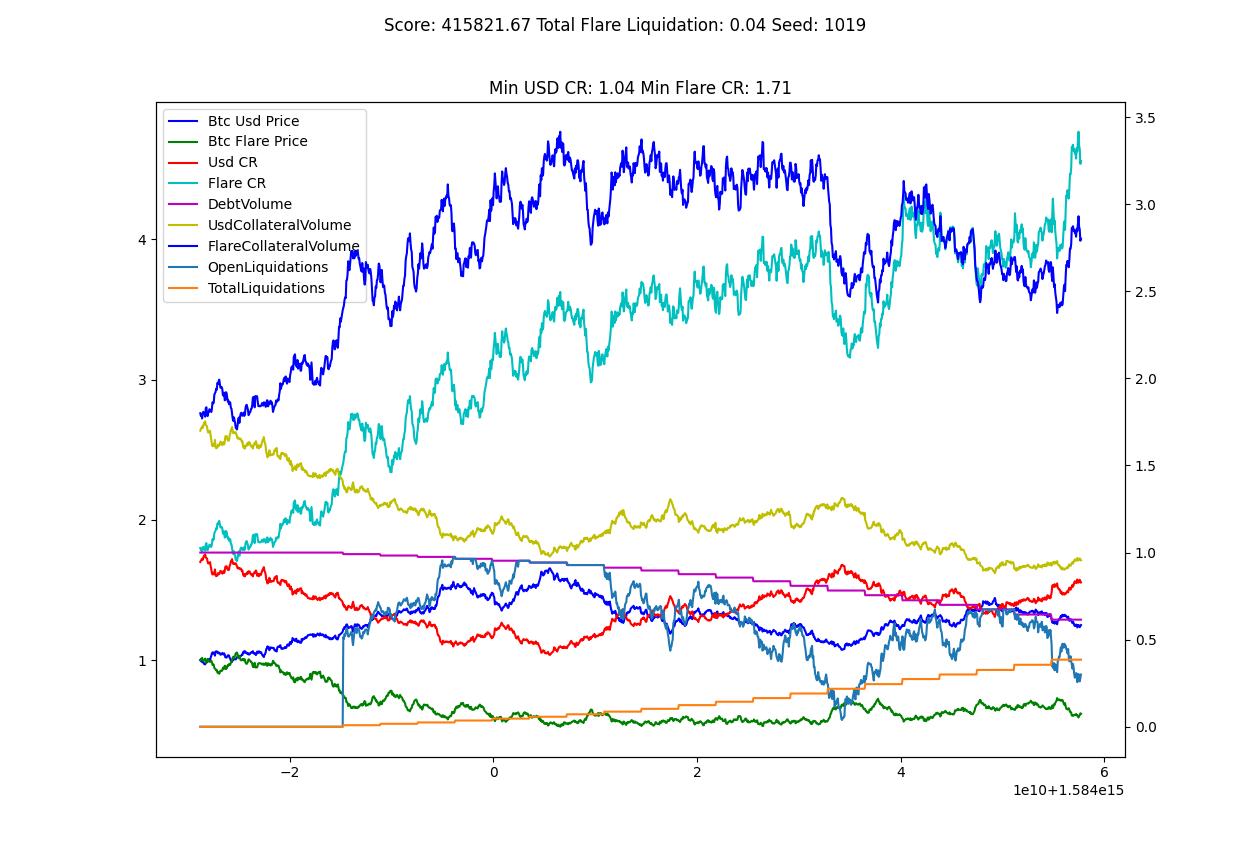 Score: 415821.67 Total Flare Liquidation: 0.04 Seed: 1019
Min USD CR: 1.04 Min Flare CR: 1.71
Btc Usd Price
Btc Flare Price
Usd CR
Flare CR
DebtVolume
UsdCollateralVolume
FlareCollateralVolume
OpenLiquidations
TotalLiquidations
4
3
2
1
3.5
3.0
2.5
2.0
1.5
1.0
0.5
0.0
−2 0 2 4 6
1e10+1.584e15